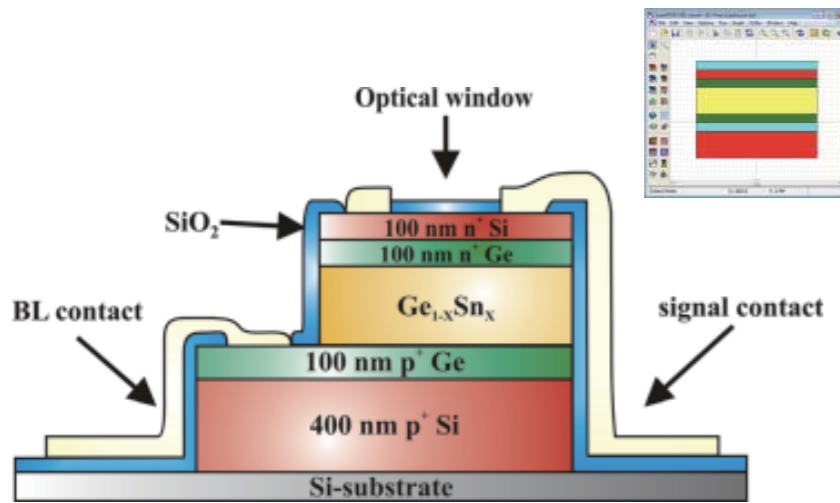 Optical window
SiO₂
100 nm n⁺ Si
100 nm n⁺ Ge
Ge₁₋ₓSnₓ
BL contact
signal contact
100 nm p⁺ Ge
400 nm p⁺ Si
Si-substrate